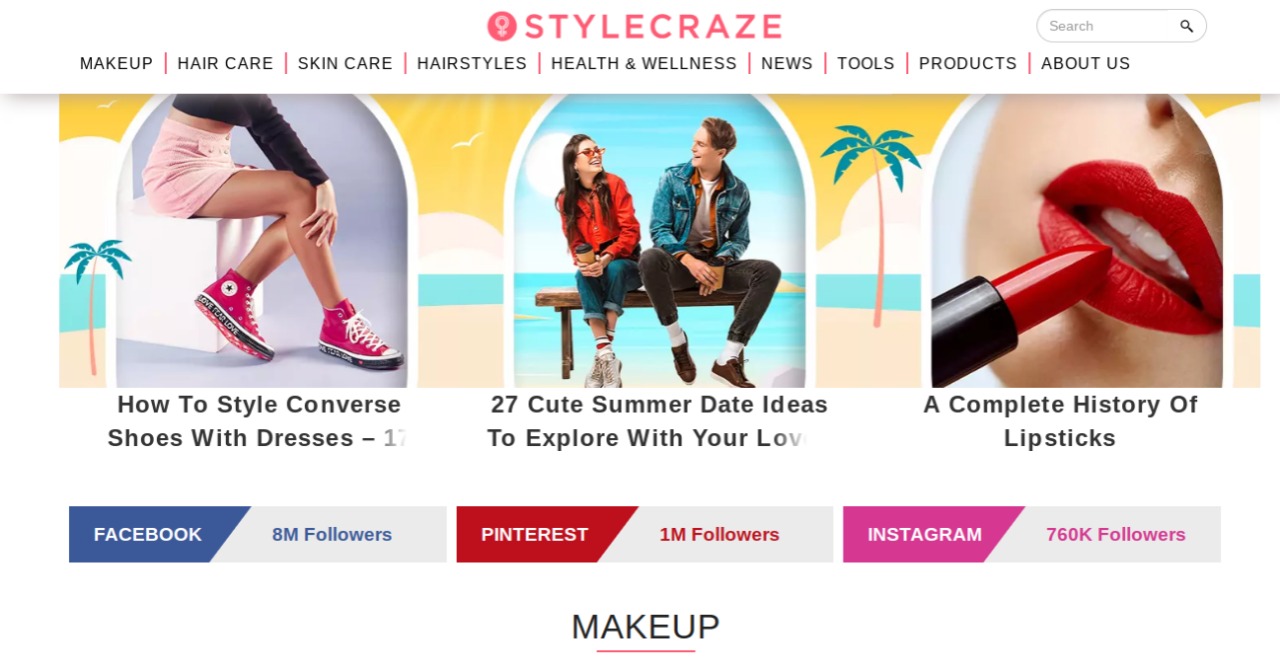 STYLECRAZE
Search
MAKEUP
HAIR CARE
SKIN CARE
HAIRSTYLES
HEALTH & WELLNESS
NEWS
TOOLS
PRODUCTS
ABOUT US
How To Style Converse
Shoes With Dresses – 17
27 Cute Summer Date Ideas
To Explore With Your Love
A Complete History Of
Lipsticks
FACEBOOK
8M Followers
PINTEREST
1M Followers
INSTAGRAM
760K Followers
MAKEUP